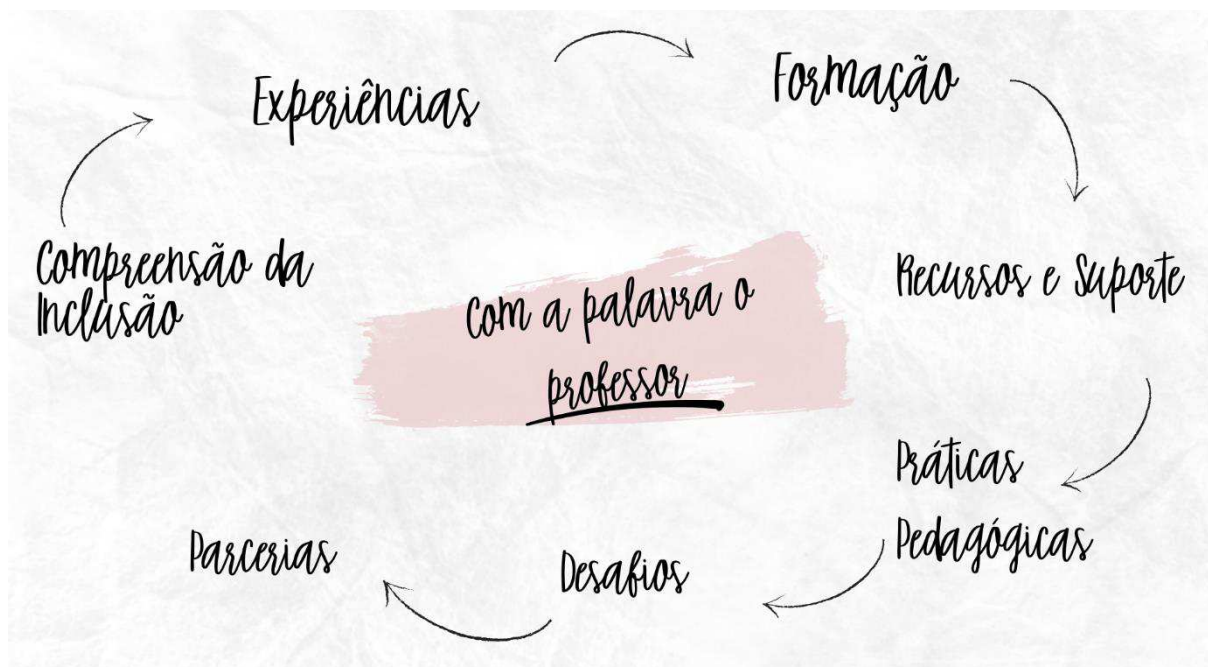 Experiências
Formação
Compreensão da
Inclusão
Recursos e Suporte
Com a palavra o
professor
Práticas
Pedagógicas
Parcerias
Desafios